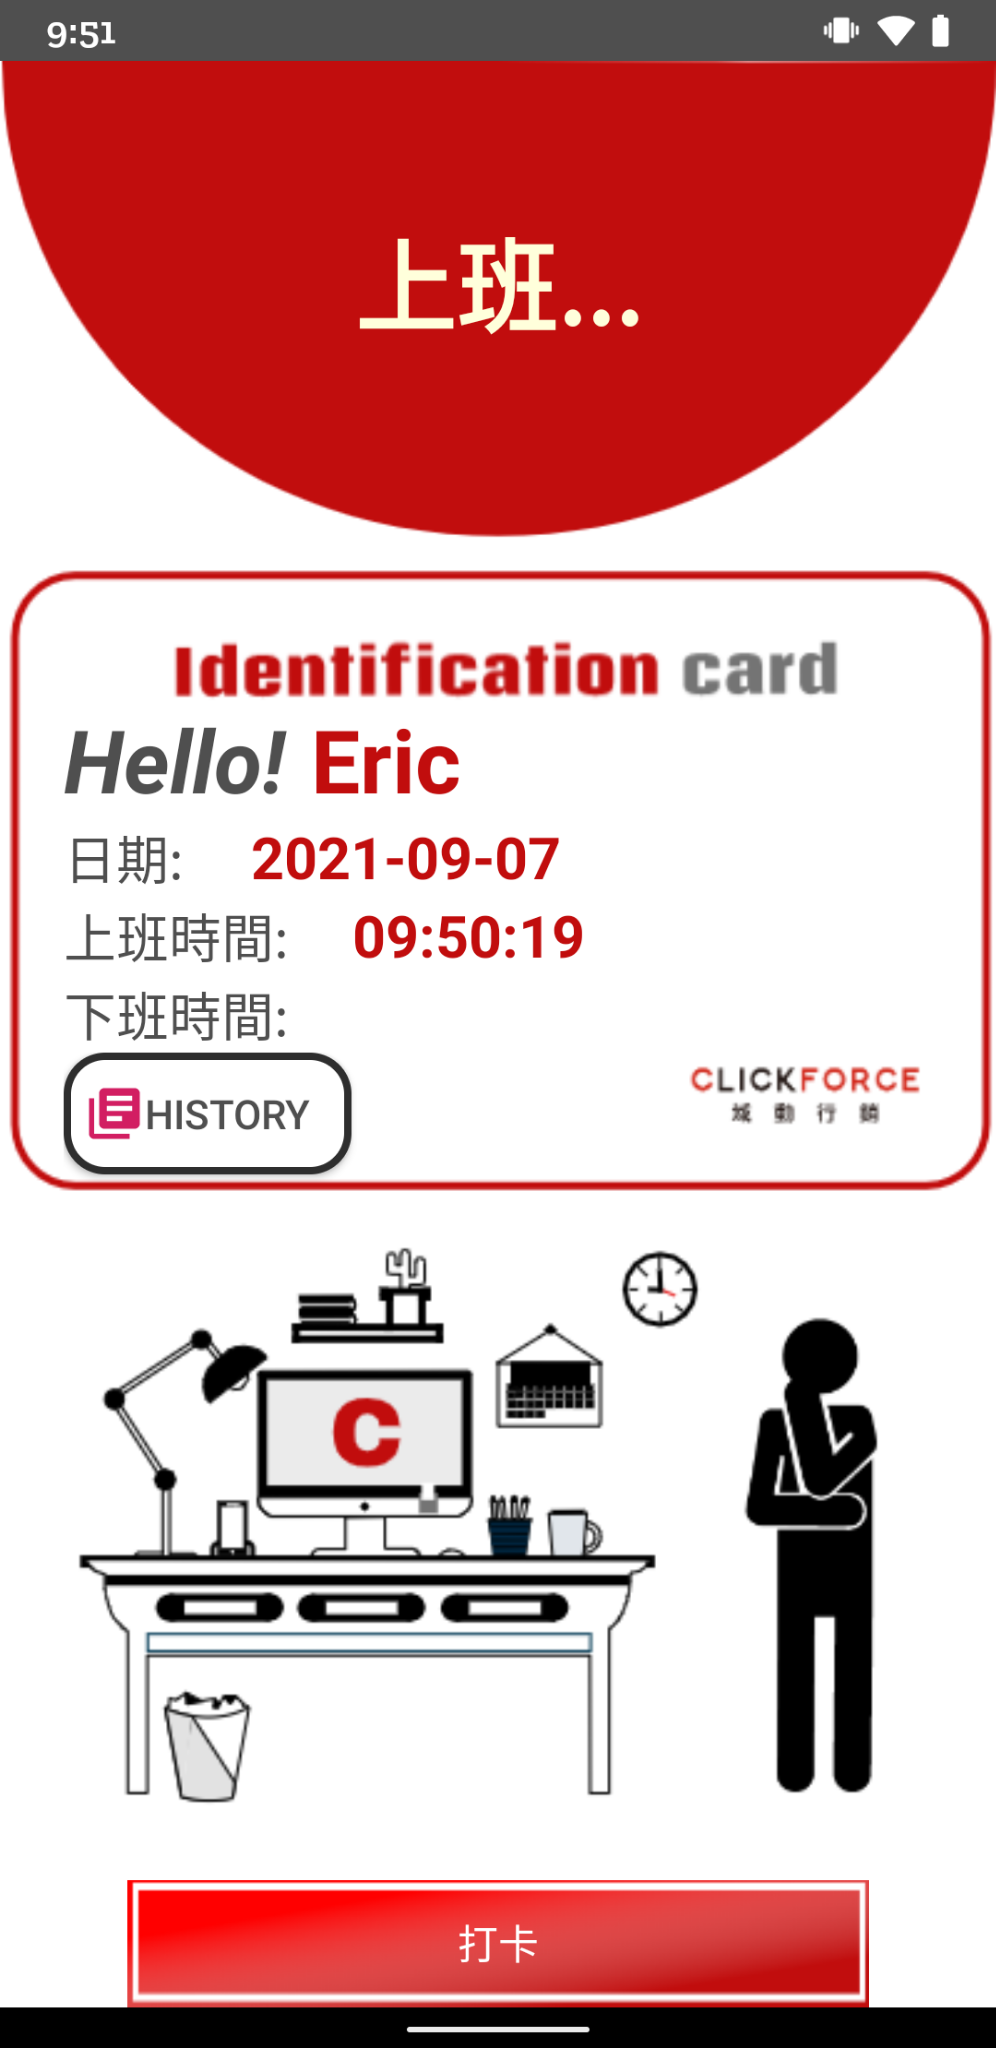 9:51
上班...
Identification card
Hello! Eric
日期: 2021-09-07
上班時間: 09:50:19
下班時間:
HISTORY
CLICKFORCE
域動行銷
C
打卡